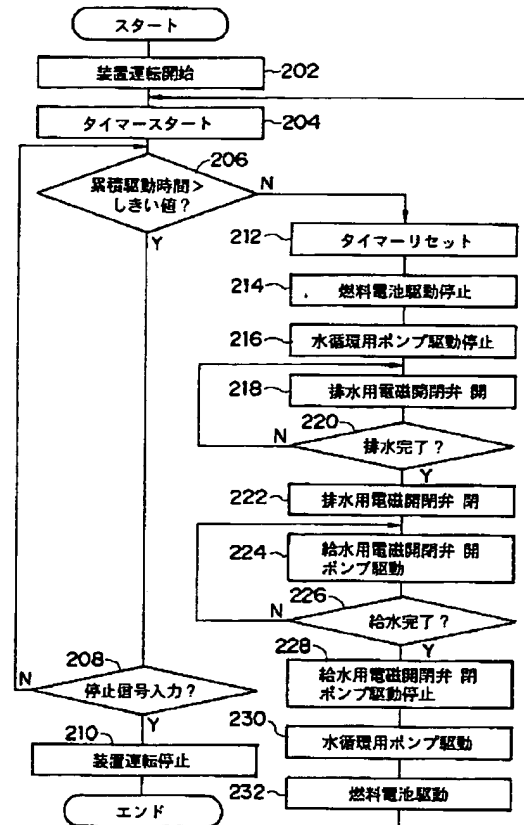 スタート
装置運転開始
202
タイマースタート
204
206
累積駆動時間>
しきい値?
N
Y
212
タイマーリセット
214
燃料電池駆動停止
216
水循環用ポンプ駆動停止
218
排水用電磁開閉弁 開
220
排水完了?
N
Y
222
排水用電磁開閉弁 閉
224
給水用電磁開閉弁 開
ポンプ駆動
226
給水完了?
N
Y
228
給水用電磁開閉弁 閉
ポンプ駆動停止
230
水循環用ポンプ駆動
232
燃料電池駆動
208
停止信号入力?
N
Y
210
装置運転停止
エンド